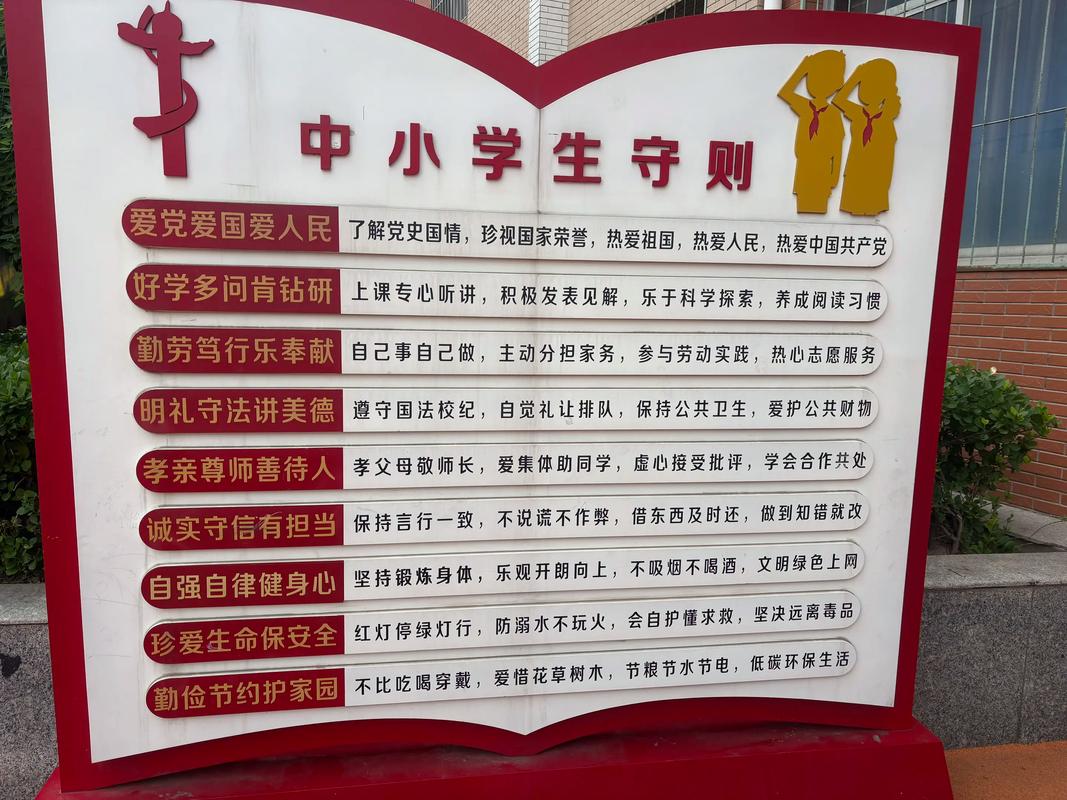 中小学生守则
爱党爱国爱人民 了解党史国情，珍视国家荣誉，热爱祖国，热爱人民，热爱中国共产党
好学多问肯钻研 上课专心听讲，积极发表见解，乐于科学探索，养成阅读习惯
勤劳笃行乐奉献 自己事自己做，主动分担家务，参与劳动实践，热心志愿服务
明礼守法讲美德 遵守国法校纪，自觉礼让排队，保持公共卫生，爱护公共财物
孝亲尊师善待人 孝父母敬师长，爱集体助同学，虚心接受批评，学会合作共处
诚实守信有担当 保持言行一致，不说谎不作弊，借东西及时还，做到知错就改
自强自律健身心 坚持锻炼身体，乐观开朗向上，不吸烟不喝酒，文明绿色上网
珍爱生命保安全 红灯停绿灯行，防溺水不玩火，会自护懂求救，坚决远离毒品
勤俭节约护家园 不比吃喝穿戴，爱惜花草树木，节粮节水节电，低碳环保生活